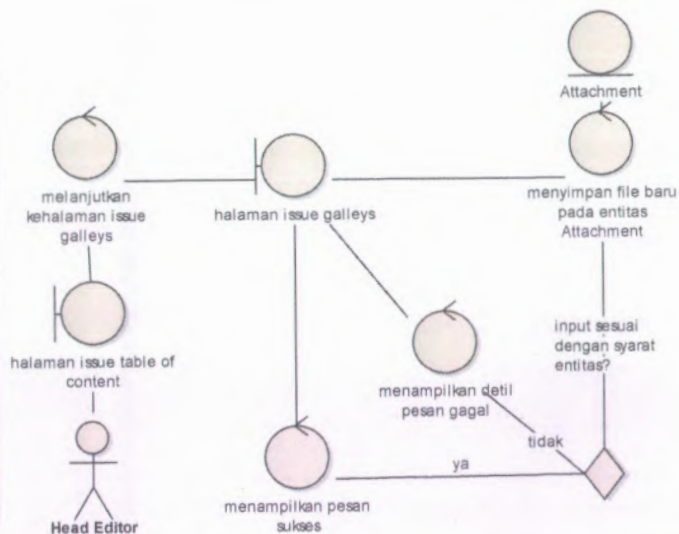 Attachment
melanjutkan
kehalaman issue
galleys
halaman issue galleys
menyimpan file baru
pada entitas
Attachment
halaman issue table of
content
input sesuai
dengan syarat
entitas?
menampilkan detil
pesan gagal
tidak
ya
menampilkan pesan
sukses
Head Editor